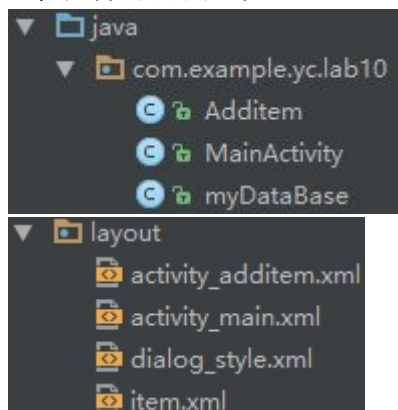 java
com.example.yc.lab10
Additem
MainActivity
myDataBase
layout
activity_additem.xml
activity_main.xml
dialog_style.xml
item.xml